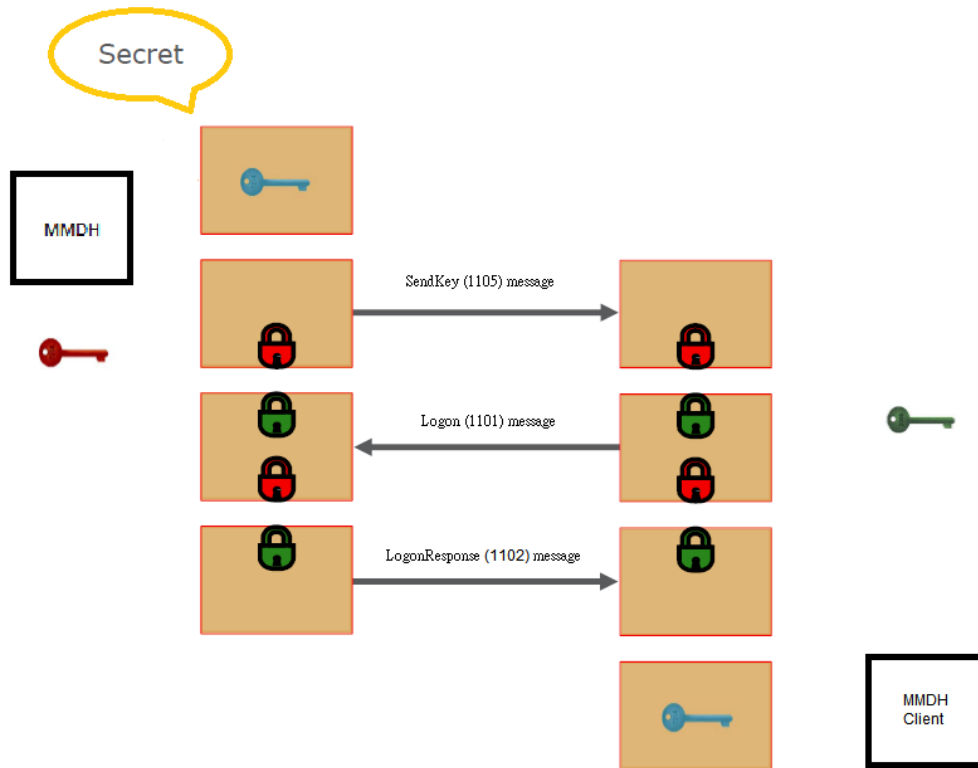 Secret
MMDH
SendKey (1105) message
Logon (1101) message
LogonResponse (1102) message
MMDH
Client